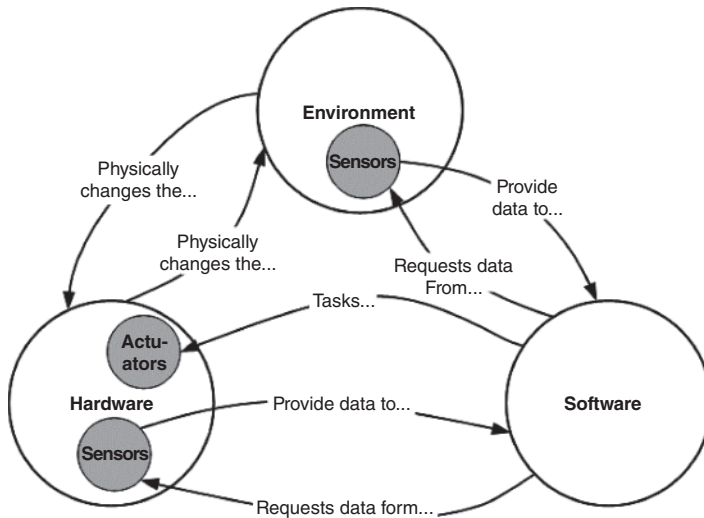 Environment
Sensors
Physically
changes the...
Provide
data to...
Physically
changes the...
Requests data
From...
Tasks...
Actu-
ators
Hardware
Provide data to...
Software
Sensors
Requests data form...